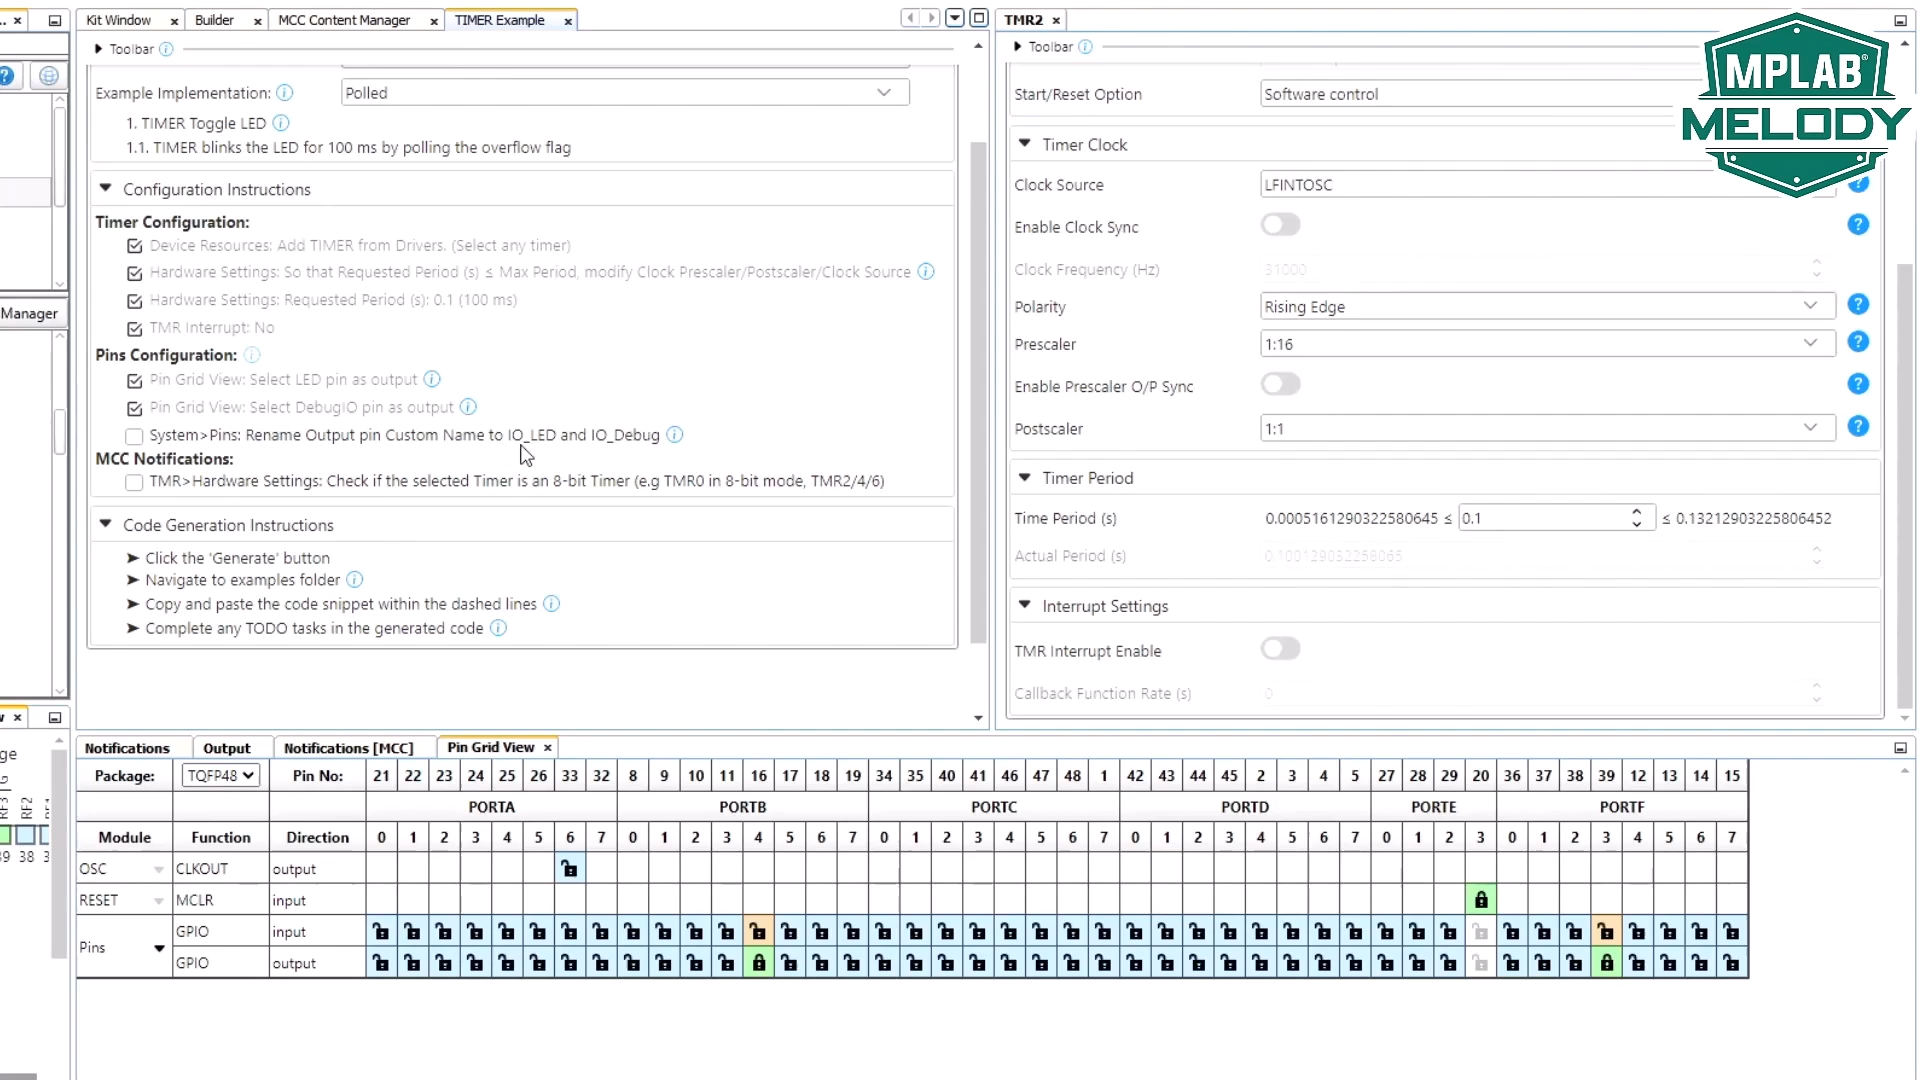 Kit Window
Builder
MCC Content Manager
TIMER Example
TMR2
Toolbar
Example Implementation:
Polled
1. TIMER Toggle LED
1.1. TIMER blinks the LED for 100 ms by polling the overflow flag
Configuration Instructions
Timer Configuration:
Device Resources: Add TIMER from Drivers. (Select any timer)
Hardware Settings: So that Requested Period (s) ≤ Max Period, modify Clock Prescaler/Postscaler/Clock Source
Hardware Settings: Requested Period (s): 0.1 (100 ms)
TMR Interrupt: No
Pins Configuration:
Pin Grid View: Select LED pin as output
Pin Grid View: Select DebugIO pin as output
System>Pins: Rename Output pin Custom Name to IO_LED and IO_Debug
MCC Notifications:
TMR>Hardware Settings: Check if the selected Timer is an 8-bit Timer (e.g TMR0 in 8-bit mode, TMR2/4/6)
Code Generation Instructions
➤ Click the 'Generate' button
➤ Navigate to examples folder
➤ Copy and paste the code snippet within the dashed lines
➤ Complete any TODO tasks in the generated code
Toolbar
Start/Reset Option
Software control
Timer Clock
Clock Source
LFINTOSC
Enable Clock Sync
Clock Frequency (Hz)
31000
Polarity
Rising Edge
Prescaler
1:16
Enable Prescaler O/P Sync
Postscaler
1:1
Timer Period
Time Period (s)
0.0005161290322580645 ≤ 0.1 ≤ 0.13212903225806452
Actual Period (s)
0.100129032258065
Interrupt Settings
TMR Interrupt Enable
Callback Function Rate (s)
0
MPLAB®
MELODY
Manager
Notifications
Output
Notifications [MCC]
Pin Grid View
Package: TQFP48 Pin No: 21 22 23 24 25 26 33 32 8 9 10 11 16 17 18 19 34 35 40 41 46 47 48 1 42 43 44 45 2 3 4 5 27 28 29 20 36 37 38 39 12 13 14 15
PORTA PORTB PORTC PORTD PORTE PORTF
Module Function Direction 0 1 2 3 4 5 6 7 0 1 2 3 4 5 6 7 0 1 2 3 4 5 6 7 0 1 2 3 4 5 6 7 0 1 2 3 0 1 2 3 4 5 6 7
OSC CLKOUT output
RESET MCLR input
Pins GPIO input
GPIO output
RF3
RF2
38